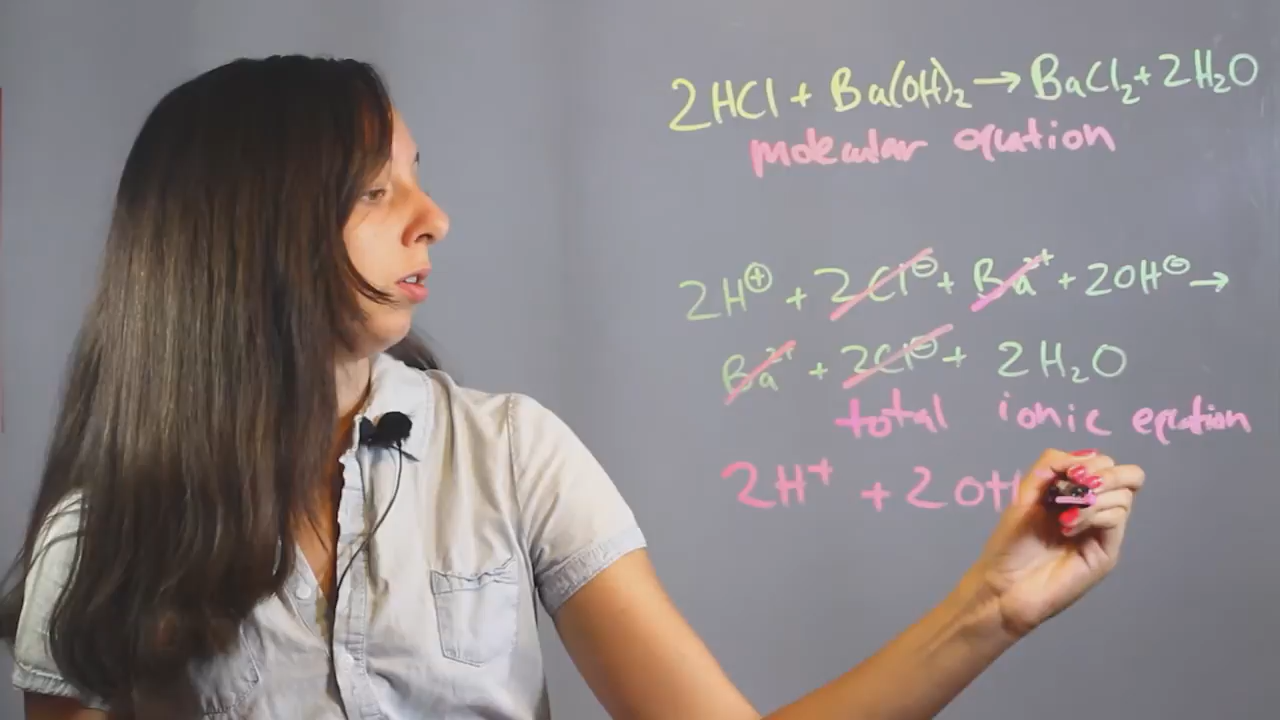 2HCl + Ba(OH)₂ → BaCl₂ + 2H₂O
molecular equation
2H⊕ + 2Cl⊖ + Ba²⁺ + 2OH⊖ →
Ba²⁺ + 2Cl⊖ + 2H₂O
total ionic equation
2H⁺ + 2OH